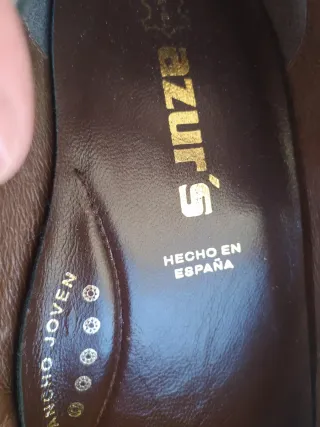 azur´s
HECHO EN
ESPAÑA
ANCHO JOVEN